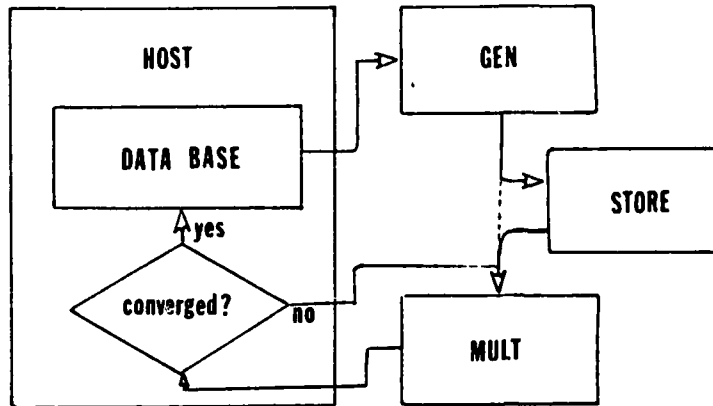 HOST
GEN
DATA BASE
STORE
yes
converged?
no
MULT